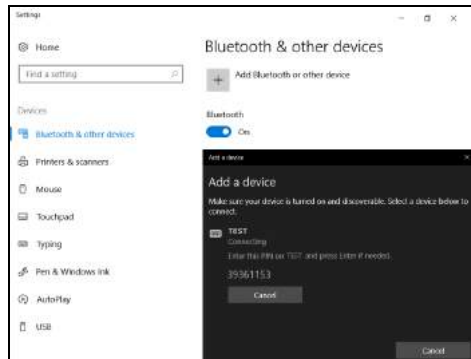 Settings
Home
Find a setting
Devices
Bluetooth & other devices
Printers & scanners
Mouse
Touchpad
Typing
Pen & Windows Ink
AutoPlay
USB
Bluetooth & other devices
Add Bluetooth or other device
Bluetooth
On
Add a device
Add a device
Make sure your device is turned on and discoverable. Select a device below to
connect.
TEST
Connecting
Enter this PIN on TEST and press Enter if needed.
39361153
Cancel
Cancel